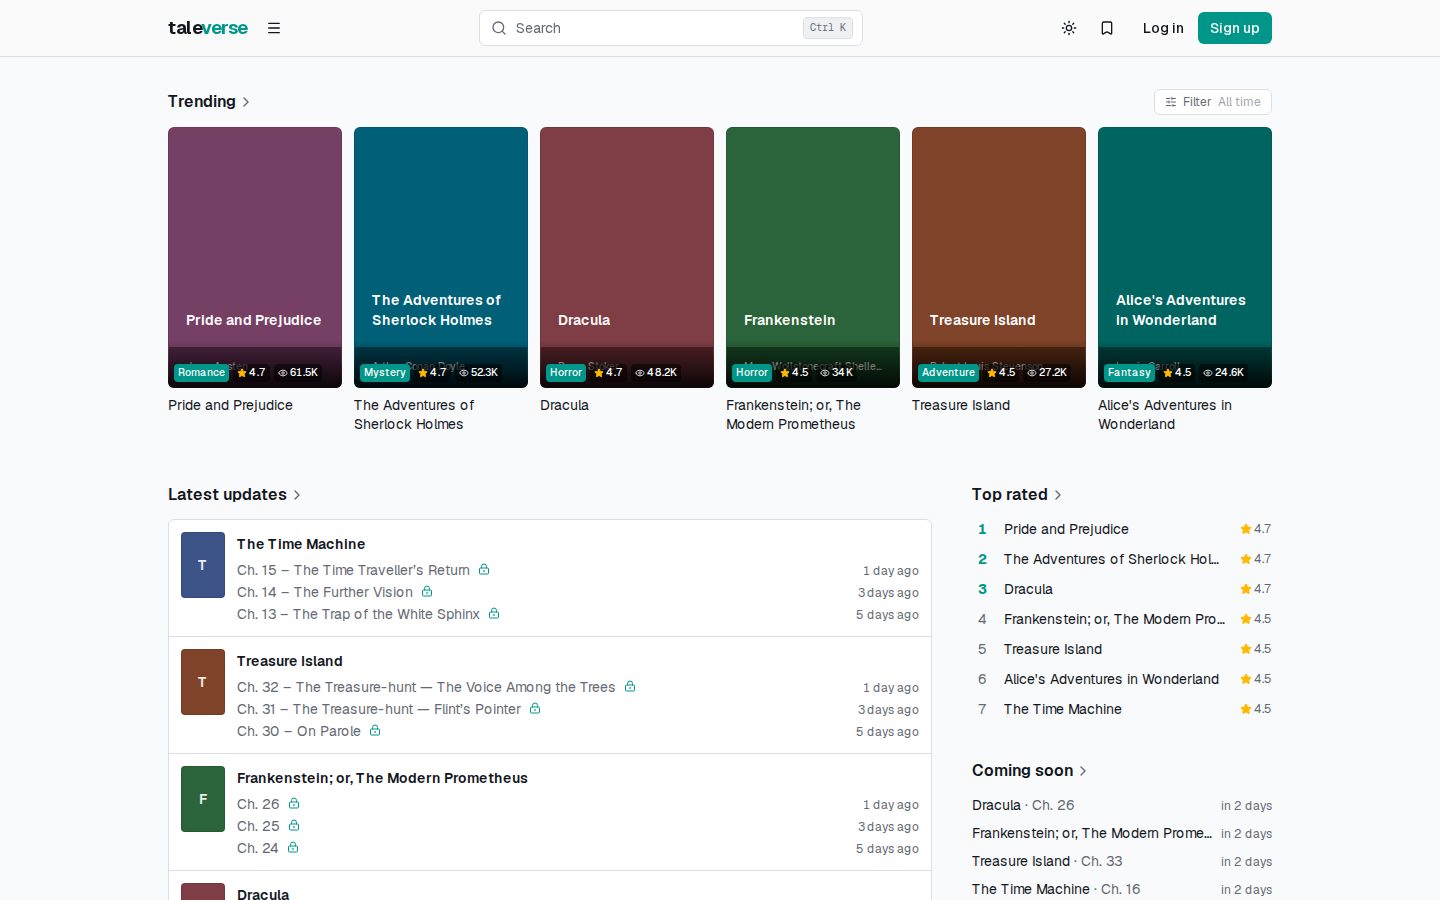 taleverse
Search
Ctrl K
Log in
Sign up
Trending
Filter All time
Pride and Prejudice
Romance 4.7 61.5K
Pride and Prejudice
The Adventures of
Sherlock Holmes
Mystery 4.7 52.3K
The Adventures of
Sherlock Holmes
Dracula
Horror 4.7 48.2K
Dracula
Frankenstein
Horror 4.5 34K
Frankenstein; or, The
Modern Prometheus
Treasure Island
Adventure 4.5 27.2K
Treasure Island
Alice's Adventures
in Wonderland
Fantasy 4.5 24.6K
Alice's Adventures in
Wonderland
Latest updates
T
The Time Machine
Ch. 15 – The Time Traveller's Return 1 day ago
Ch. 14 – The Further Vision 3 days ago
Ch. 13 – The Trap of the White Sphinx 5 days ago
T
Treasure Island
Ch. 32 – The Treasure-hunt — The Voice Among the Trees 1 day ago
Ch. 31 – The Treasure-hunt — Flint's Pointer 3 days ago
Ch. 30 – On Parole 5 days ago
F
Frankenstein; or, The Modern Prometheus
Ch. 26 1 day ago
Ch. 25 3 days ago
Ch. 24 5 days ago
Dracula
Top rated
1 Pride and Prejudice 4.7
2 The Adventures of Sherlock Hol... 4.7
3 Dracula 4.7
4 Frankenstein; or, The Modern Pro... 4.5
5 Treasure Island 4.5
6 Alice's Adventures in Wonderland 4.5
7 The Time Machine 4.5
Coming soon
Dracula · Ch. 26 in 2 days
Frankenstein; or, The Modern Prome... in 2 days
Treasure Island · Ch. 33 in 2 days
The Time Machine · Ch. 16 in 2 days